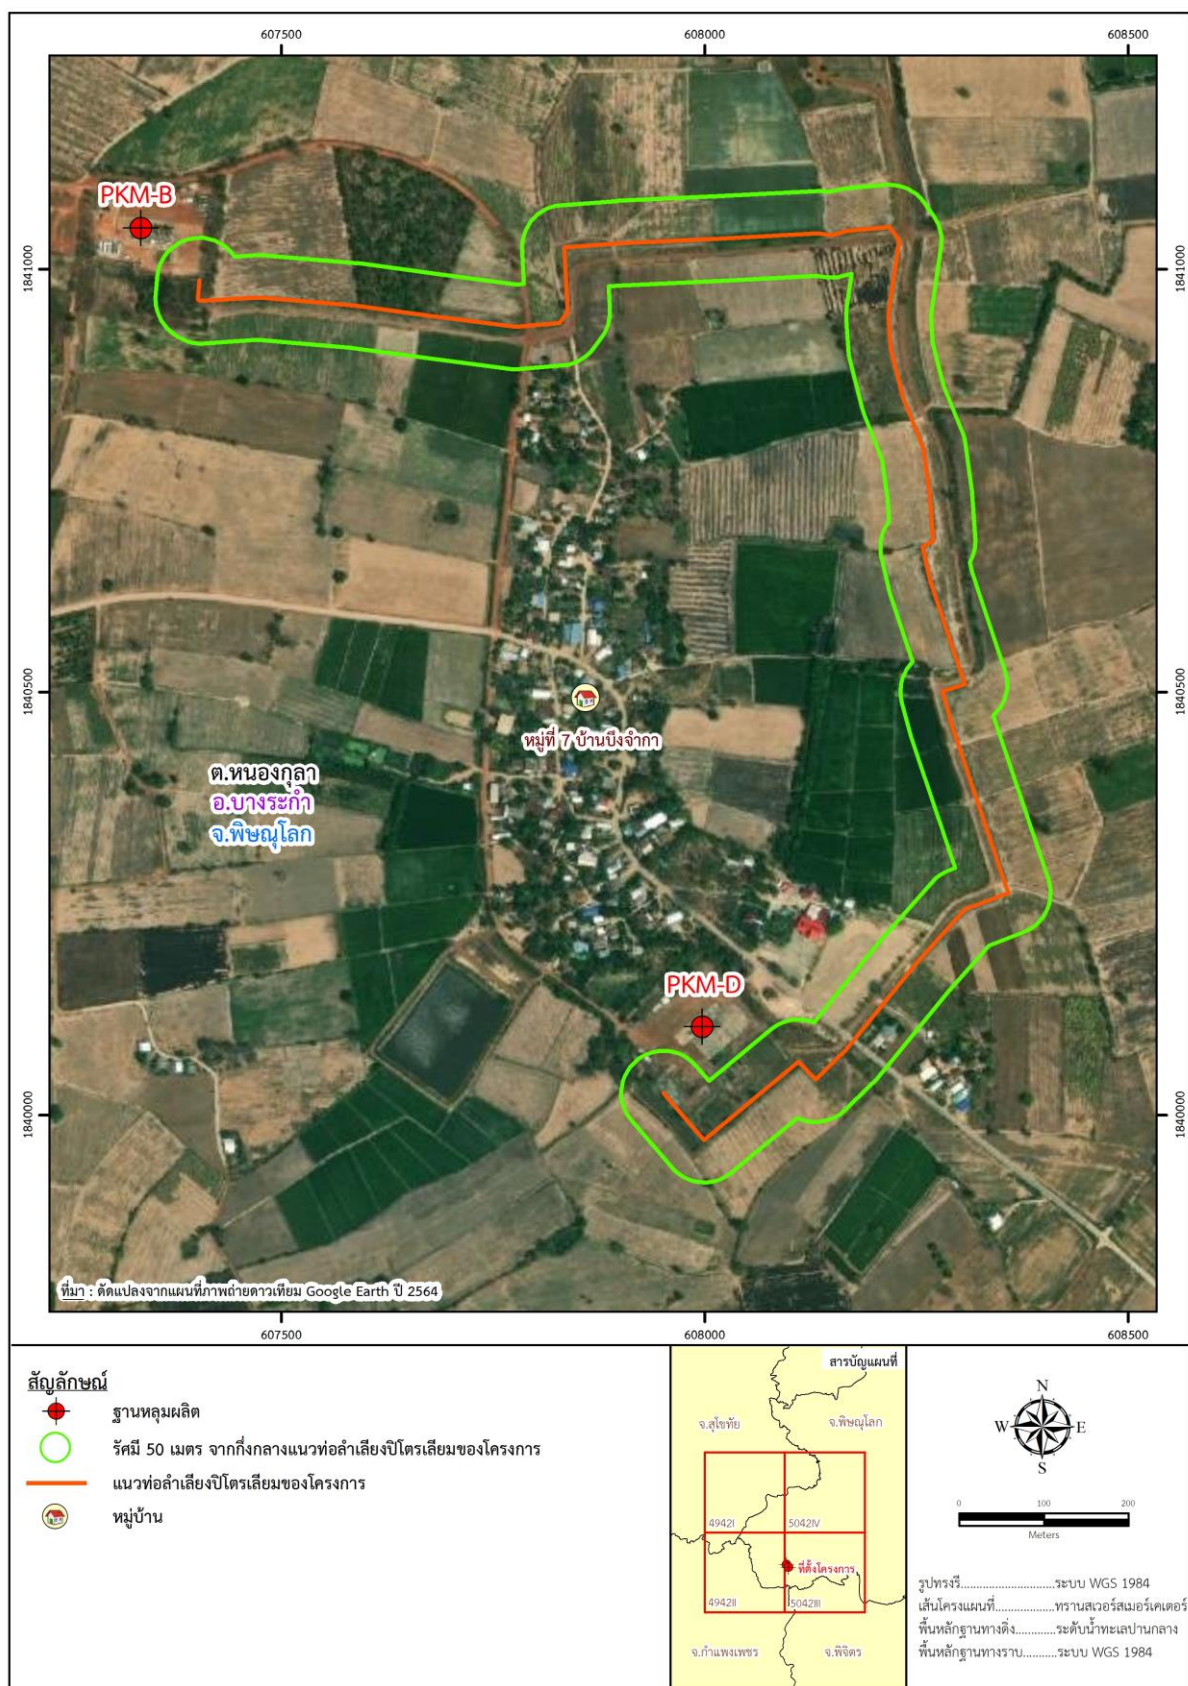 607500 608000 608500
PKM-B
1841000 1841000
1840500 1840500
หมู่ที่ 7 บ้านบึงจำกา
ต.หนองกุลา
อ.บางระกำ
จ.พิษณุโลก
PKM-D
1840000 1840000
ที่มา : ดัดแปลงจากแผนที่ภาพถ่ายดาวเทียม Google Earth ปี 2564
607500 608000 608500
สัญลักษณ์
ฐานหลุมผลิต
รัศมี 50 เมตร จากกึ่งกลางแนวท่อลำเลียงปิโตรเลียมของโครงการ
แนวท่อลำเลียงปิโตรเลียมของโครงการ
หมู่บ้าน
สารบัญแผนที่
จ.สุโขทัย จ.พิษณุโลก
4942I 5042IV
ที่ตั้งโครงการ
4942II 5042III
จ.กำแพงเพชร จ.พิจิตร
N
W E
S
0 100 200
Meters
รูปทรงรี............................ระบบ WGS 1984
เส้นโครงแผนที่..................ทรานสเวอร์สเมอร์เคเตอร์
พื้นหลักฐานทางดิ่ง............ระดับน้ำทะเลปานกลาง
พื้นหลักฐานทางราบ..........ระบบ WGS 1984